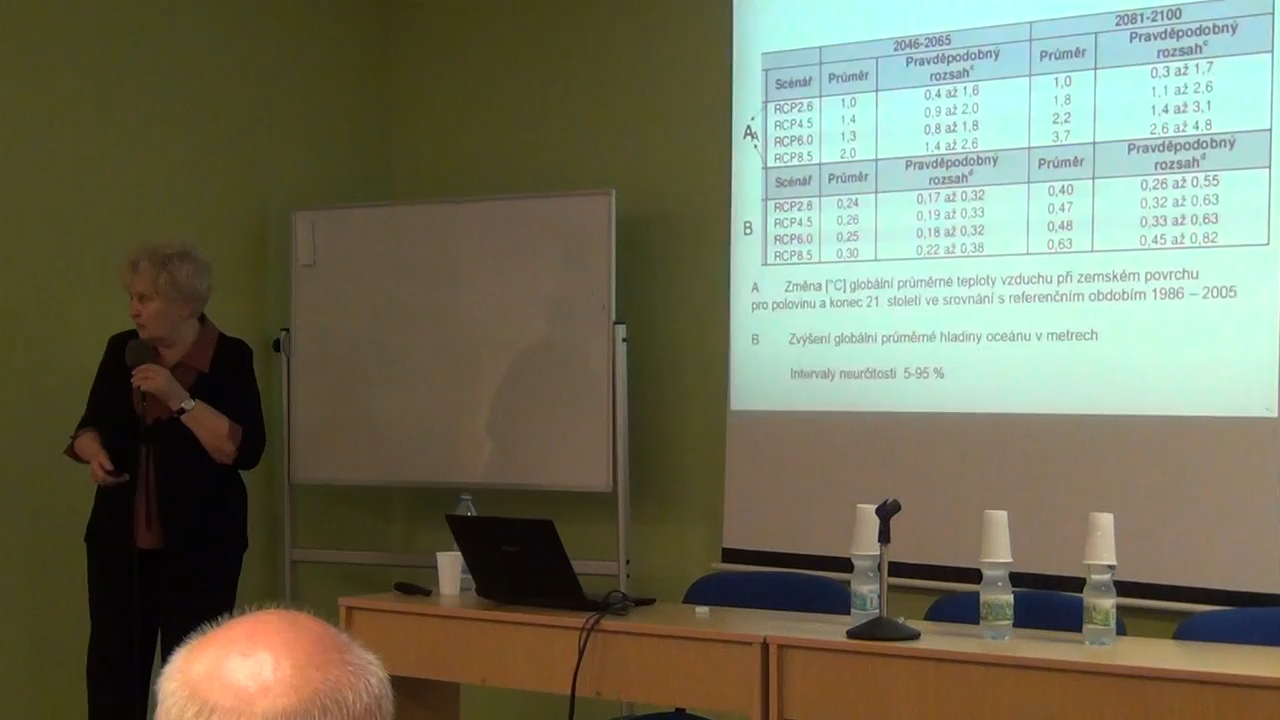 2046-2065 2081-2100
Scénář Průměr Pravděpodobný rozsahᶜ Průměr Pravděpodobný rozsahᶜ
RCP2.6 1,0 0,4 až 1,6 1,0 0,3 až 1,7
RCP4.5 1,4 0,9 až 2,0 1,8 1,1 až 2,6
RCP6.0 1,3 0,8 až 1,8 2,2 1,4 až 3,1
RCP8.5 2,0 1,4 až 2,6 3,7 2,6 až 4,8
A
A
Scénář Průměr Pravděpodobný rozsahᵈ Průměr Pravděpodobný rozsahᵈ
RCP2.6 0,24 0,17 až 0,32 0,40 0,26 až 0,55
RCP4.5 0,26 0,19 až 0,33 0,47 0,32 až 0,63
RCP6.0 0,25 0,18 až 0,32 0,48 0,33 až 0,63
RCP8.5 0,30 0,22 až 0,38 0,63 0,45 až 0,82
B
A Změna [°C] globální průměrné teploty vzduchu při zemském povrchu
pro polovinu a konec 21. století ve srovnání s referenčním obdobím 1986 – 2005
B Zvýšení globální průměrné hladiny oceánu v metrech
Intervaly neurčitosti 5-95 %